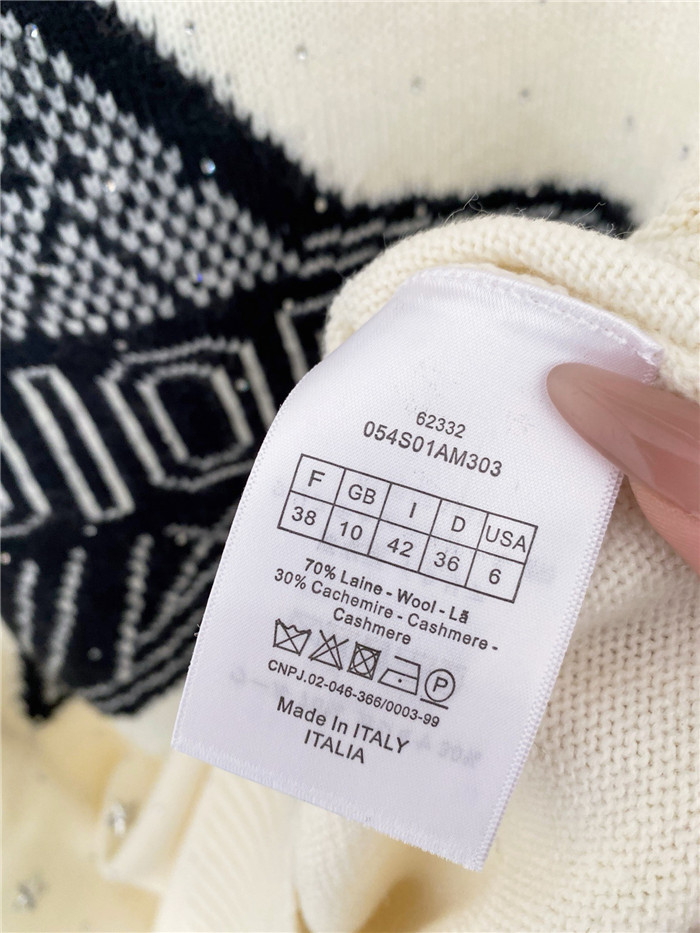 62332
054S01AM303
F GB I D USA
38 10 42 36 6
70% Laine - Wool - Lã
30% Cachemire - Cashmere -
Cashmere
P
CNPJ.02-046-366/0003-99
Made In ITALY
ITALIA